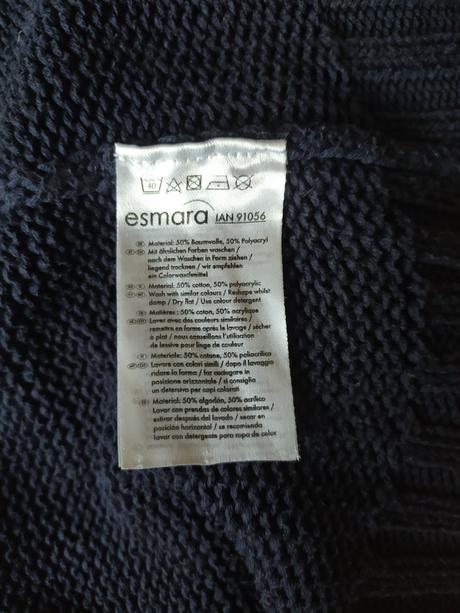 40
esmara IAN 91056
Material: 50% Baumwolle, 50% Polyacryl
Mit ähnlichen Farben waschen /
nach dem Waschen in Form ziehen /
liegend trocknen / wir empfehlen
ein Colorwaschmittel
Material: 50% cotton, 50% polyacrylic
Wash with similar colours / Reshape whilst
damp / Dry flat / Use colour detergent
Matières: 50% coton, 50% acrylique
Laver avec des couleurs similaires /
remettre en forme après le lavage / sécher
à plat / nous conseillons l'utilisation
de lessive pour linge de couleur
Materiale: 50% cotone, 50% poliacrilico
Lavare con colori simili / dopo il lavaggio
ridare la forma / far asciugare in
posizione orizzontale / si consiglia
un detersivo per capi colorati
Material: 50% algodón, 50% acrílico
Lavar con prendas de colores similares /
estirar después del lavado / secar en
posición horizontal / se recomienda
lavar con detergente para ropa de color